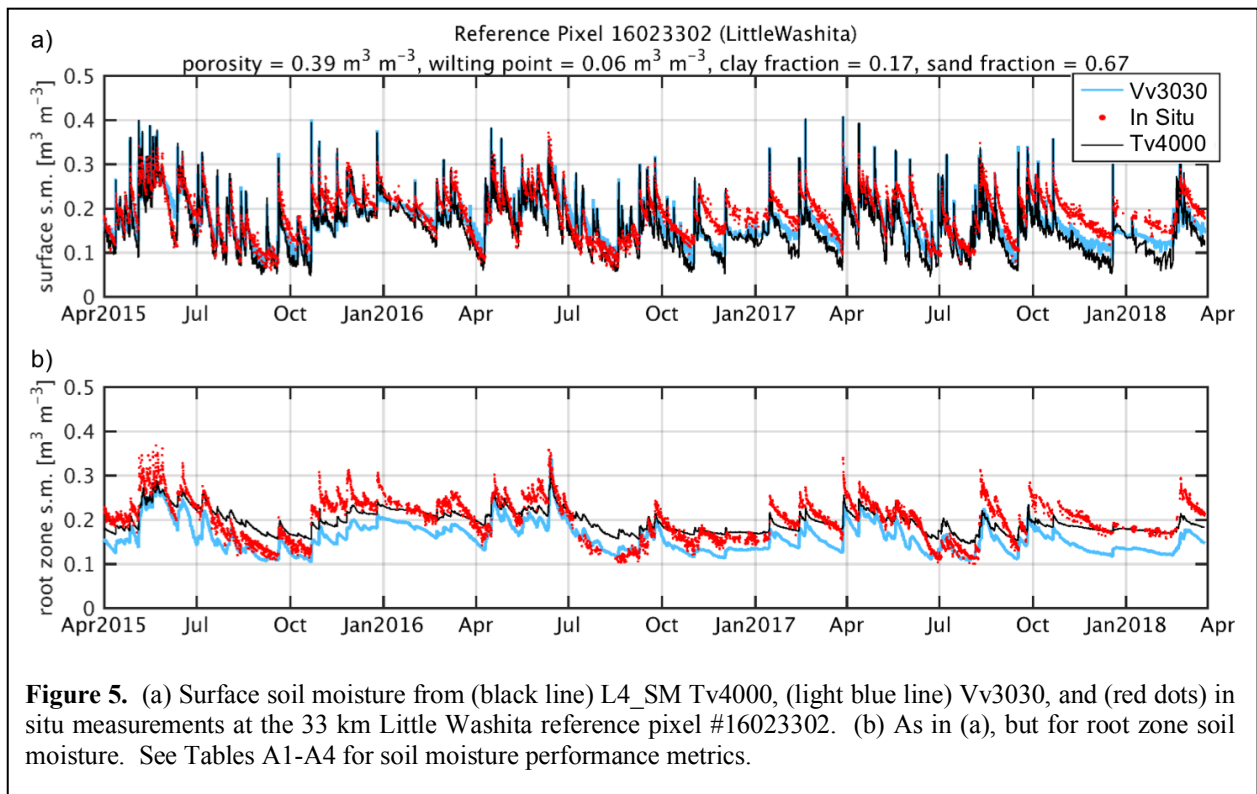 a)
Reference Pixel 16023302 (LittleWashita)
porosity = 0.39 m³ m⁻³, wilting point = 0.06 m³ m⁻³, clay fraction = 0.17, sand fraction = 0.67
surface s.m. [m³ m⁻³]
0.5
0.4
0.3
0.2
0.1
0
Vv3030
In Situ
Tv4000
Apr2015 Jul Oct Jan2016 Apr Jul Oct Jan2017 Apr Jul Oct Jan2018 Apr
b)
root zone s.m. [m³ m⁻³]
0.5
0.4
0.3
0.2
0.1
0
Apr2015 Jul Oct Jan2016 Apr Jul Oct Jan2017 Apr Jul Oct Jan2018 Apr
Figure 5. (a) Surface soil moisture from (black line) L4_SM Tv4000, (light blue line) Vv3030, and (red dots) in
situ measurements at the 33 km Little Washita reference pixel #16023302. (b) As in (a), but for root zone soil
moisture. See Tables A1-A4 for soil moisture performance metrics.